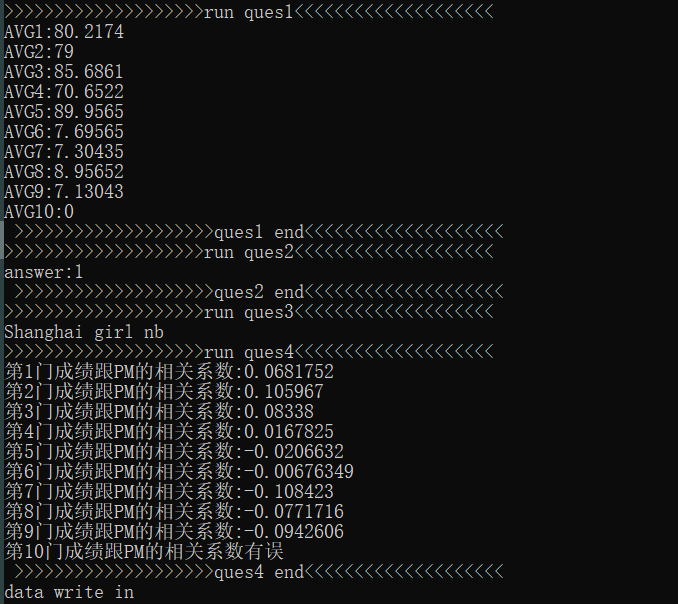 >>>>>>>>>>>>>>>>>>>>run ques1<<<<<<<<<<<<<<<<<<<<
AVG1:80.2174
AVG2:79
AVG3:85.6861
AVG4:70.6522
AVG5:89.9565
AVG6:7.69565
AVG7:7.30435
AVG8:8.95652
AVG9:7.13043
AVG10:0
>>>>>>>>>>>>>>>>>>>>ques1 end<<<<<<<<<<<<<<<<<<<<
>>>>>>>>>>>>>>>>>>>>run ques2<<<<<<<<<<<<<<<<<<<<
answer:1
>>>>>>>>>>>>>>>>>>>>ques2 end<<<<<<<<<<<<<<<<<<<<
>>>>>>>>>>>>>>>>>>>>run ques3<<<<<<<<<<<<<<<<<<<<
Shanghai girl nb
>>>>>>>>>>>>>>>>>>>>run ques4<<<<<<<<<<<<<<<<<<<<
第1门成绩跟PM的相关系数:0.0681752
第2门成绩跟PM的相关系数:0.105967
第3门成绩跟PM的相关系数:0.08338
第4门成绩跟PM的相关系数:0.0167825
第5门成绩跟PM的相关系数:-0.0206632
第6门成绩跟PM的相关系数:-0.00676349
第7门成绩跟PM的相关系数:-0.108423
第8门成绩跟PM的相关系数:-0.0771716
第9门成绩跟PM的相关系数:-0.0942606
第10门成绩跟PM的相关系数有误
>>>>>>>>>>>>>>>>>>>>ques4 end<<<<<<<<<<<<<<<<<<<<
data write in